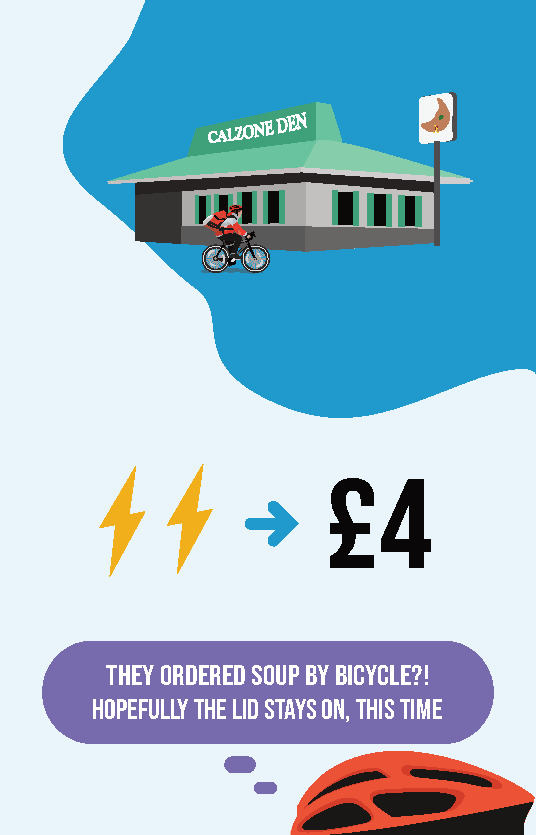 CALZONE DEN
£4
THEY ORDERED SOUP BY BICYCLE?!
HOPEFULLY THE LID STAYS ON, THIS TIME